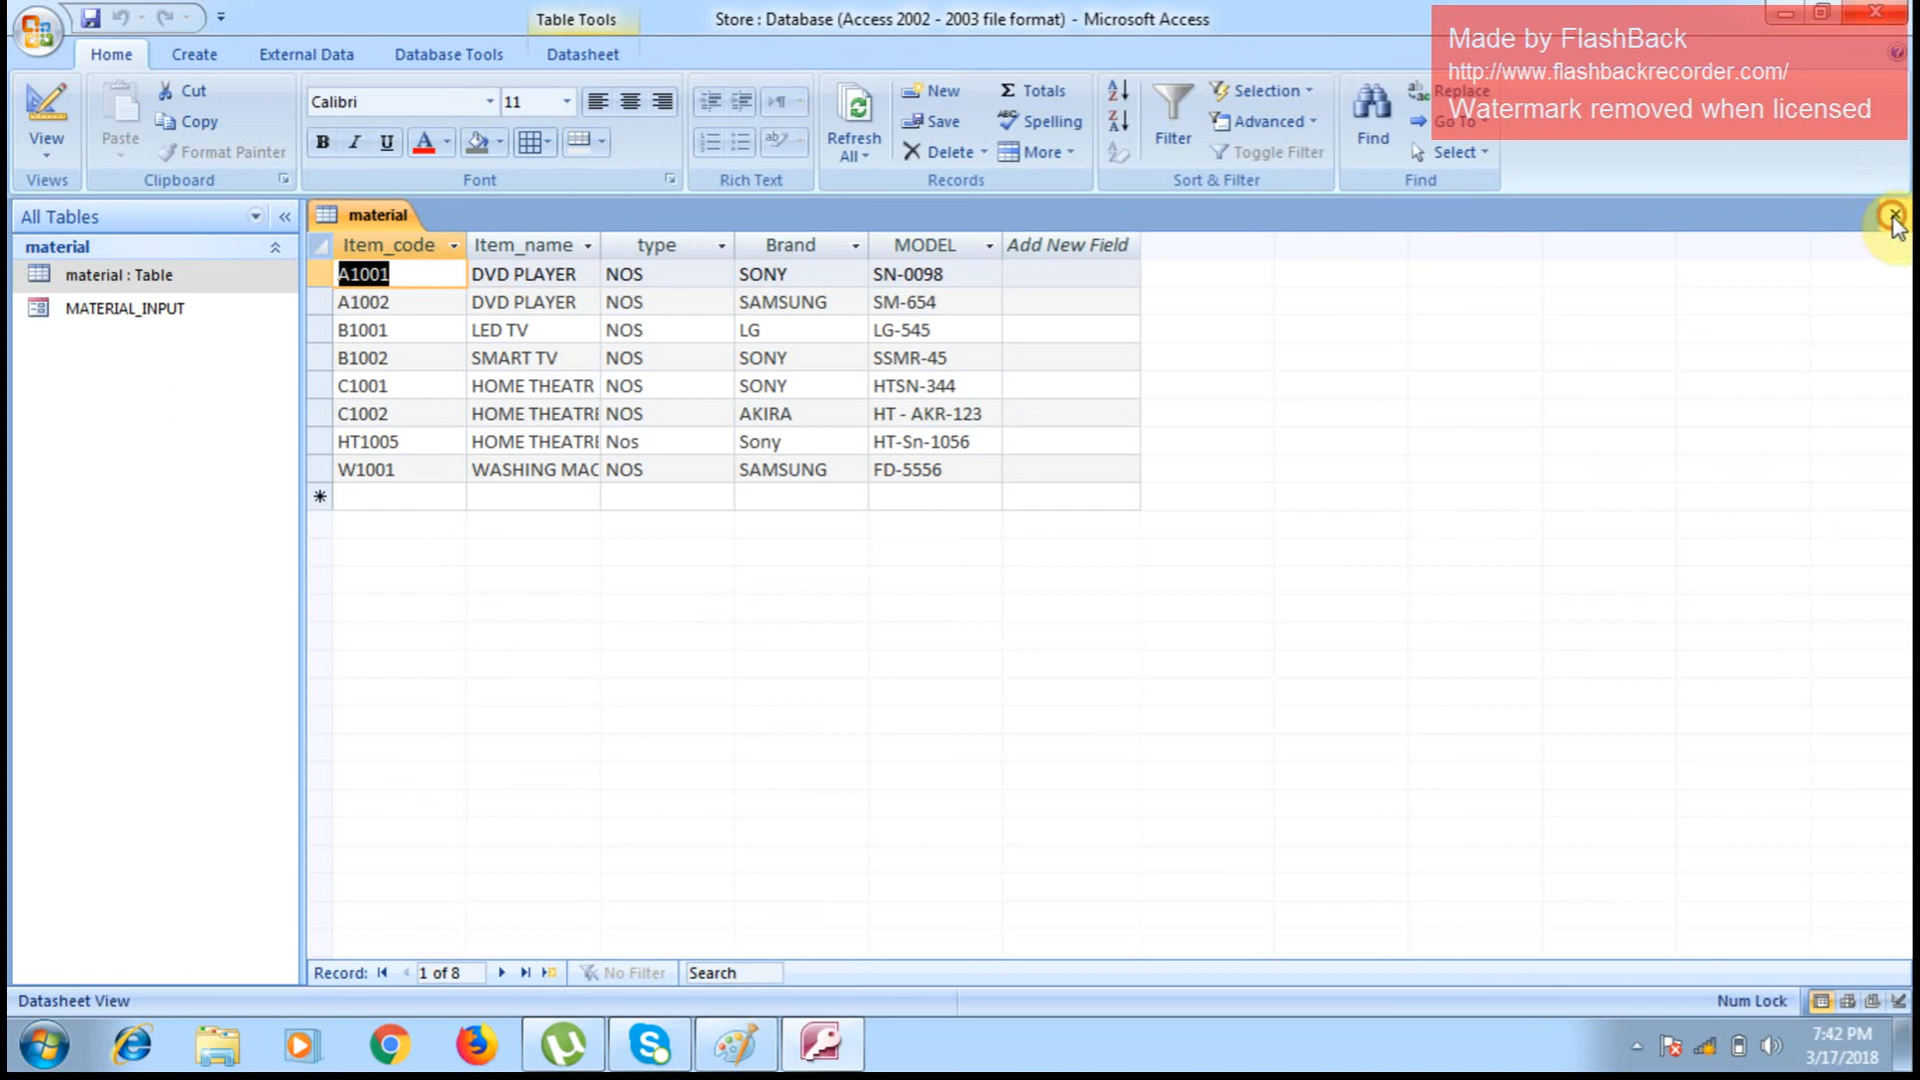 Table Tools
Store : Database (Access 2002 - 2003 file format) - Microsoft Access
Made by FlashBack
http://www.flashbackrecorder.com/
Watermark removed when licensed
Home
Create
External Data
Database Tools
Datasheet
View
Views
Paste
Cut
Copy
Format Painter
Clipboard
Calibri
11
B I U A
Font
Rich Text
Refresh
All
New
Save
Delete
Totals
Spelling
More
Records
Filter
Selection
Advanced
Toggle Filter
Sort & Filter
Find
Replace
Go To
Select
Find
All Tables
material
material : Table
MATERIAL_INPUT
material
Item_code Item_name type Brand MODEL Add New Field
A1001 DVD PLAYER NOS SONY SN-0098
A1002 DVD PLAYER NOS SAMSUNG SM-654
B1001 LED TV NOS LG LG-545
B1002 SMART TV NOS SONY SSMR-45
C1001 HOME THEATR NOS SONY HTSN-344
C1002 HOME THEATRE NOS AKIRA HT - AKR-123
HT1005 HOME THEATRE Nos Sony HT-Sn-1056
W1001 WASHING MAC NOS SAMSUNG FD-5556
Record: 1 of 8 No Filter Search
Datasheet View
Num Lock
7:42 PM
3/17/2018